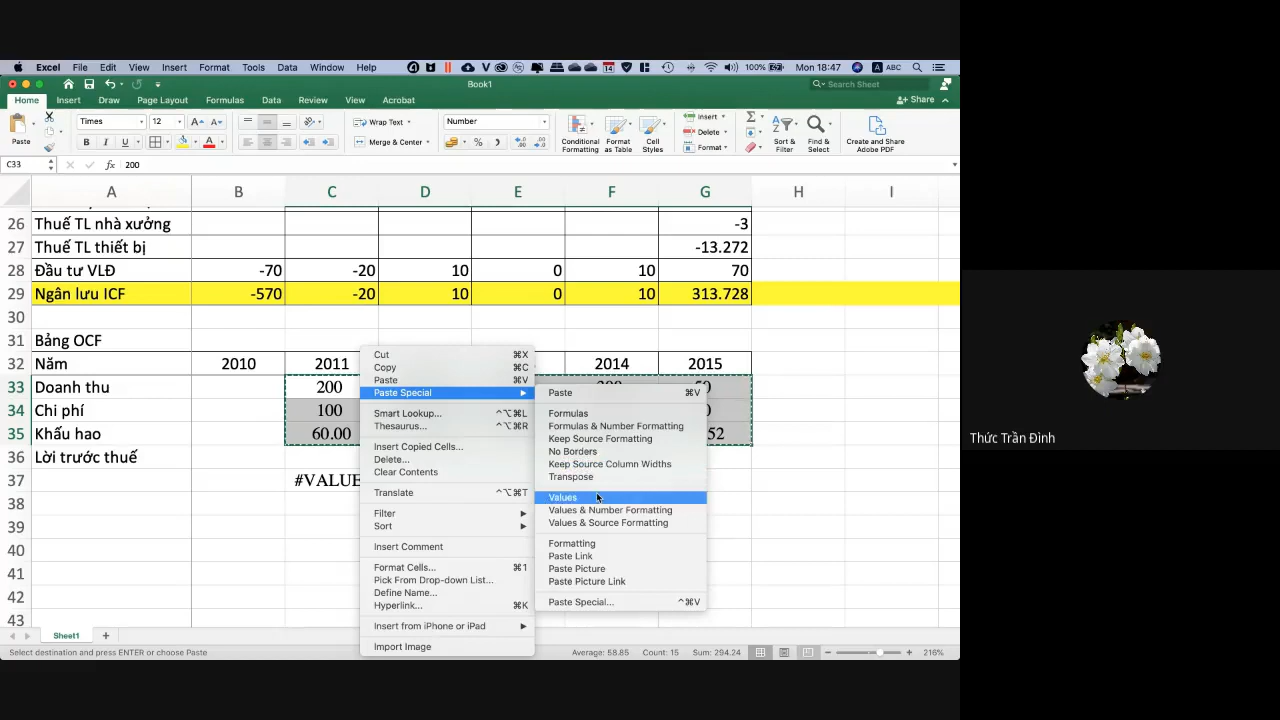 Excel File Edit View Insert Format Tools Data Window Help 100% Mon 18:47 ABC
Book1
Search Sheet
Home Insert Draw Page Layout Formulas Data Review View Acrobat Share
Paste Times 12 Wrap Text Merge & Center Number Conditional Formatting Format as Table Cell Styles Insert Delete Format Sort & Filter Find & Select Create and Share Adobe PDF
C33 fx 200
A B C D E F G H I
26 Thuế TL nhà xưởng -3
27 Thuế TL thiết bị -13.272
28 Đầu tư VLĐ -70 -20 10 0 10 70
29 Ngân lưu ICF -570 -20 10 0 10 313.728
30
31 Bảng OCF
32 Năm 2010 2011 2014 2015
33 Doanh thu 200
34 Chi phí 100
35 Khấu hao 60.00 52
36 Lời trước thuế
37 #VALUE
38
39
40
41
42
43
Cut ⌘X
Copy ⌘C
Paste ⌘V
Paste Special
Smart Lookup... ^⌥⌘L
Thesaurus... ^⌥⌘R
Insert Copied Cells...
Delete...
Clear Contents
Translate ^⌥⌘T
Filter
Sort
Insert Comment
Format Cells... ⌘1
Pick From Drop-down List...
Define Name...
Hyperlink... ⌘K
Insert from iPhone or iPad
Import Image
Paste ⌘V
Formulas
Formulas & Number Formatting
Keep Source Formatting
No Borders
Keep Source Column Widths
Transpose
Values
Values & Number Formatting
Values & Source Formatting
Formatting
Paste Link
Paste Picture
Paste Picture Link
Paste Special... ^⌘V
Sheet1
Select destination and press ENTER or choose Paste Average: 58.85 Count: 15 Sum: 294.24 216%
Thức Trần Đình